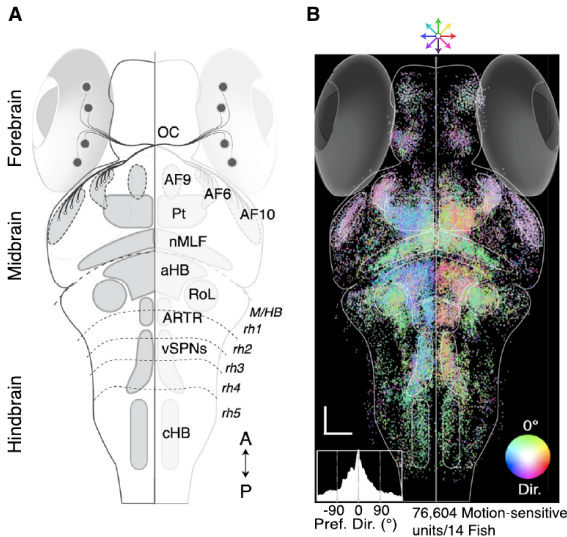 A
Forebrain
Midbrain
Hindbrain
OC
AF9
AF6
AF10
Pt
nMLF
aHB
RoL
ARTR
M/HB
rh1
vSPNs
rh2
rh3
rh4
rh5
cHB
A
P
B
0°
Dir.
-90 0 90
Pref. Dir. (°)
76,604 Motion-sensitive
units/14 Fish